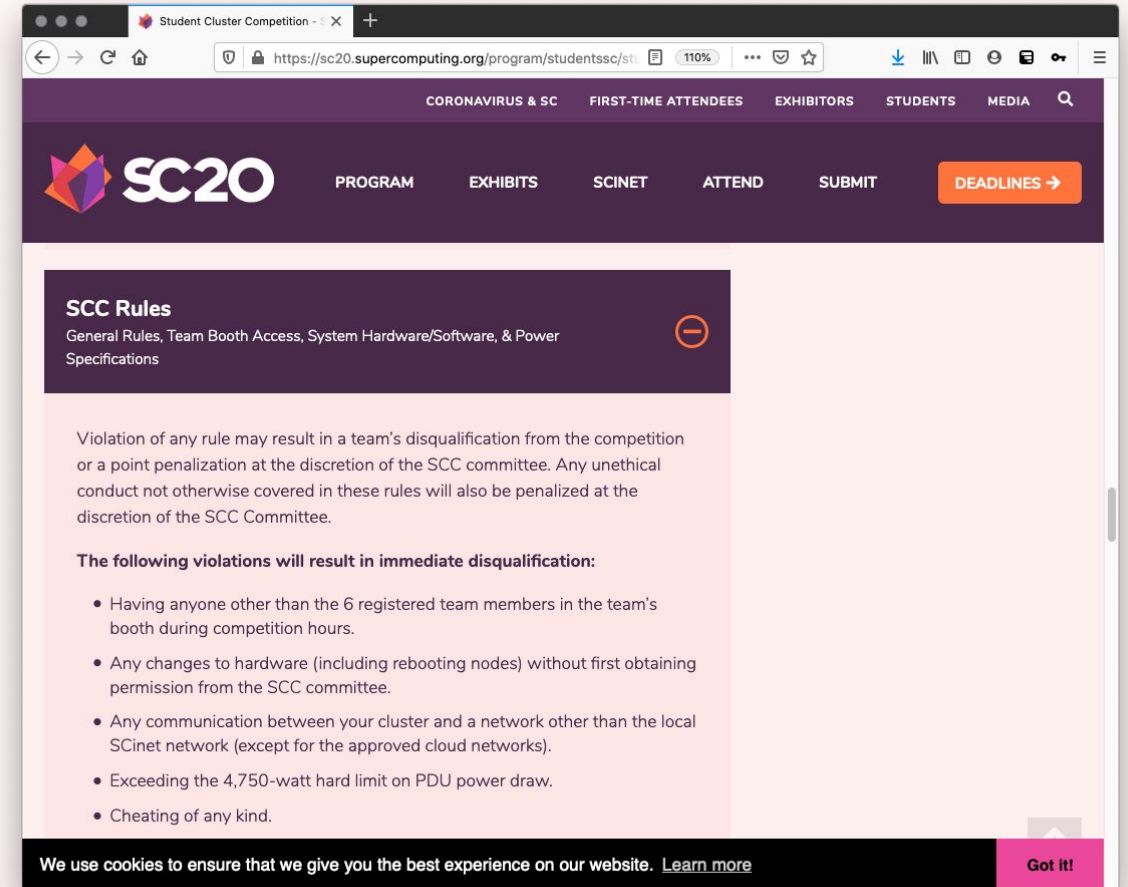 Student Cluster Competition - S
https://sc20.supercomputing.org/program/studentssc/stu
110%
CORONAVIRUS & SC FIRST-TIME ATTENDEES EXHIBITORS STUDENTS MEDIA
SC20 PROGRAM EXHIBITS SCINET ATTEND SUBMIT DEADLINES →
SCC Rules
General Rules, Team Booth Access, System Hardware/Software, & Power
Specifications
Violation of any rule may result in a team's disqualification from the competition
or a point penalization at the discretion of the SCC committee. Any unethical
conduct not otherwise covered in these rules will also be penalized at the
discretion of the SCC Committee.
The following violations will result in immediate disqualification:
• Having anyone other than the 6 registered team members in the team's
booth during competition hours.
• Any changes to hardware (including rebooting nodes) without first obtaining
permission from the SCC committee.
• Any communication between your cluster and a network other than the local
SCinet network (except for the approved cloud networks).
• Exceeding the 4,750-watt hard limit on PDU power draw.
• Cheating of any kind.
We use cookies to ensure that we give you the best experience on our website. Learn more Got it!